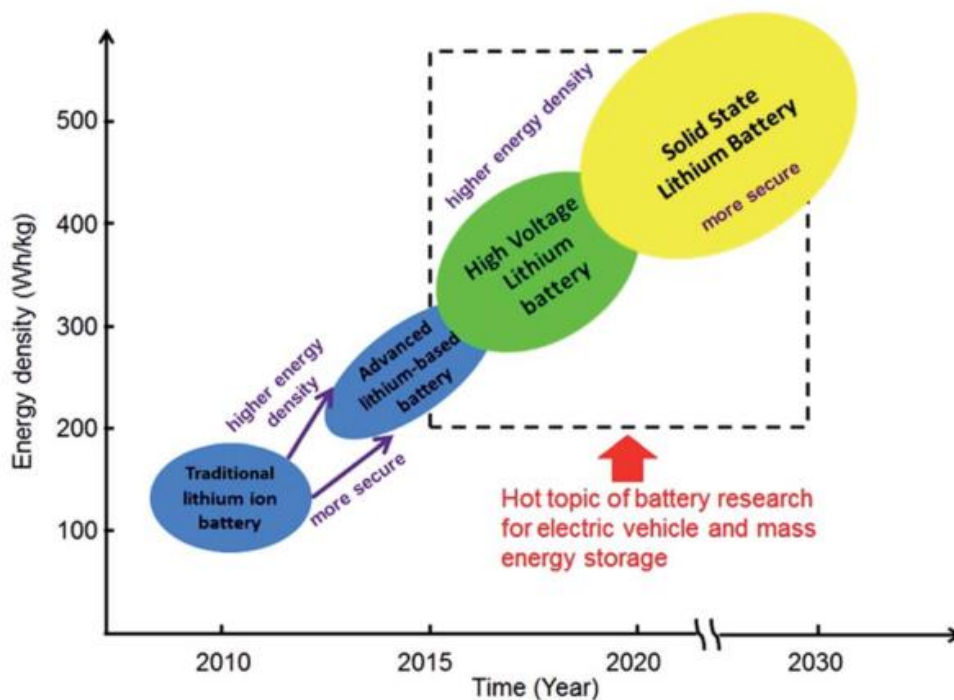 500
400
300
200
100
Energy density (Wh/kg)
higher energy density
Solid State
Lithium Battery
more secure
High Voltage
Lithium
battery
Advanced
lithium-based
battery
higher energy
density
more secure
Traditional
lithium ion
battery
Hot topic of battery research
for electric vehicle and mass
energy storage
2010
2015
2020
2030
Time (Year)